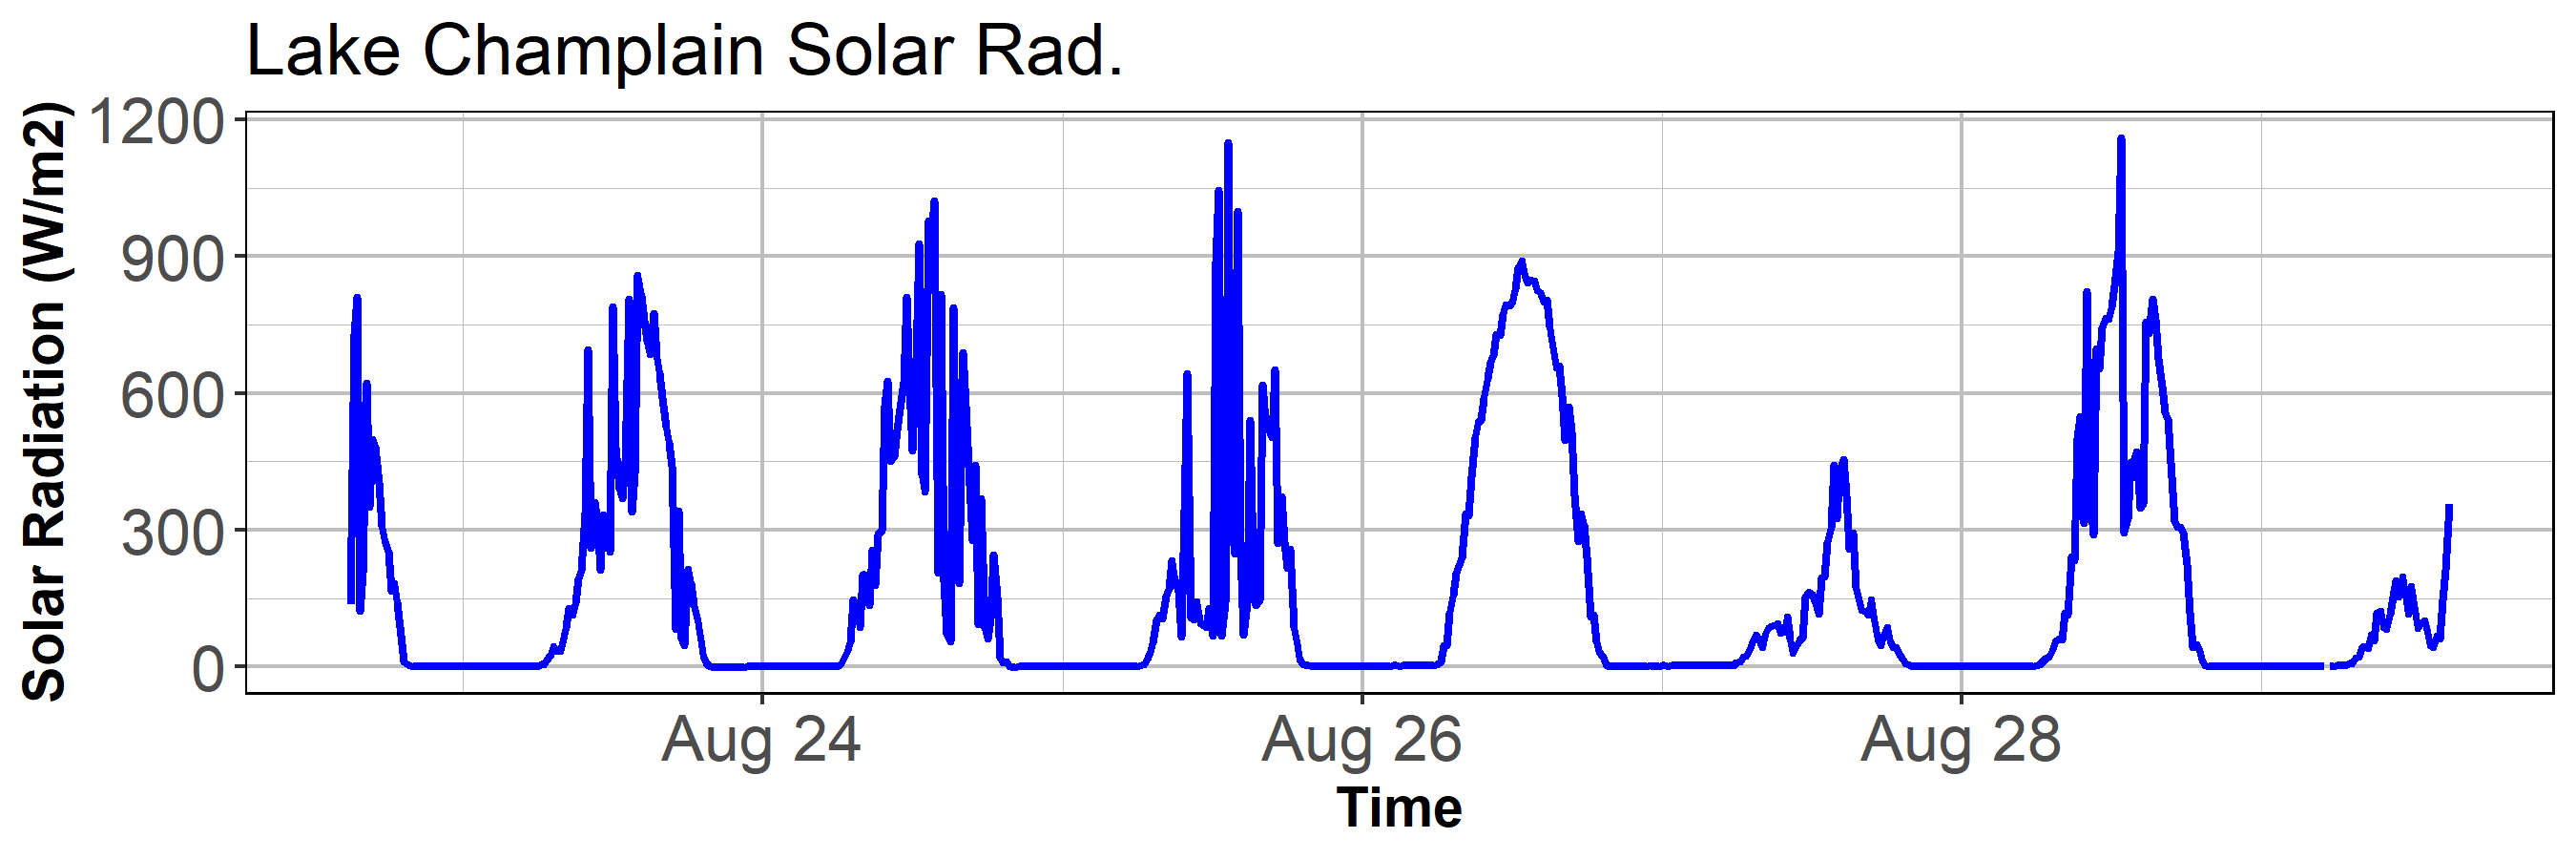 Lake Champlain Solar Rad.
Solar Radiation (W/m2)
1200
900
600
300
0
Aug 24
Aug 26
Aug 28
Time